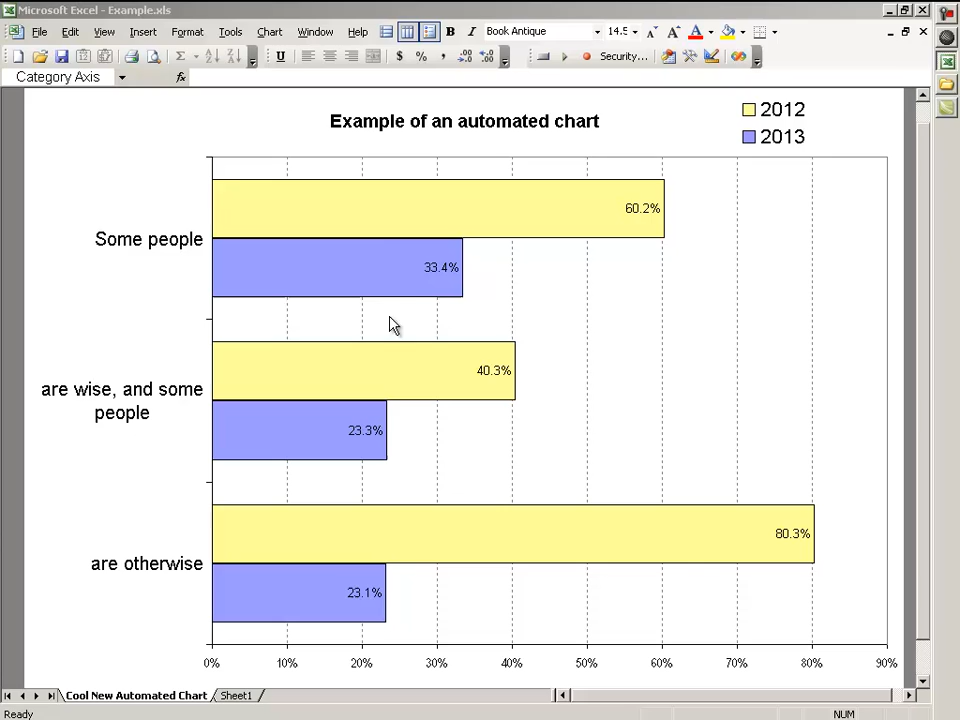 Microsoft Excel - Example.xls
File Edit View Insert Format Tools Chart Window Help B I Book Antique 14.5 A A A
Σ U $ % , Security...
Category Axis fx
Example of an automated chart
2012
2013
60.2%
Some people
33.4%
40.3%
are wise, and some
people
23.3%
80.3%
are otherwise
23.1%
0% 10% 20% 30% 40% 50% 60% 70% 80% 90%
Cool New Automated Chart Sheet1
Ready NUM